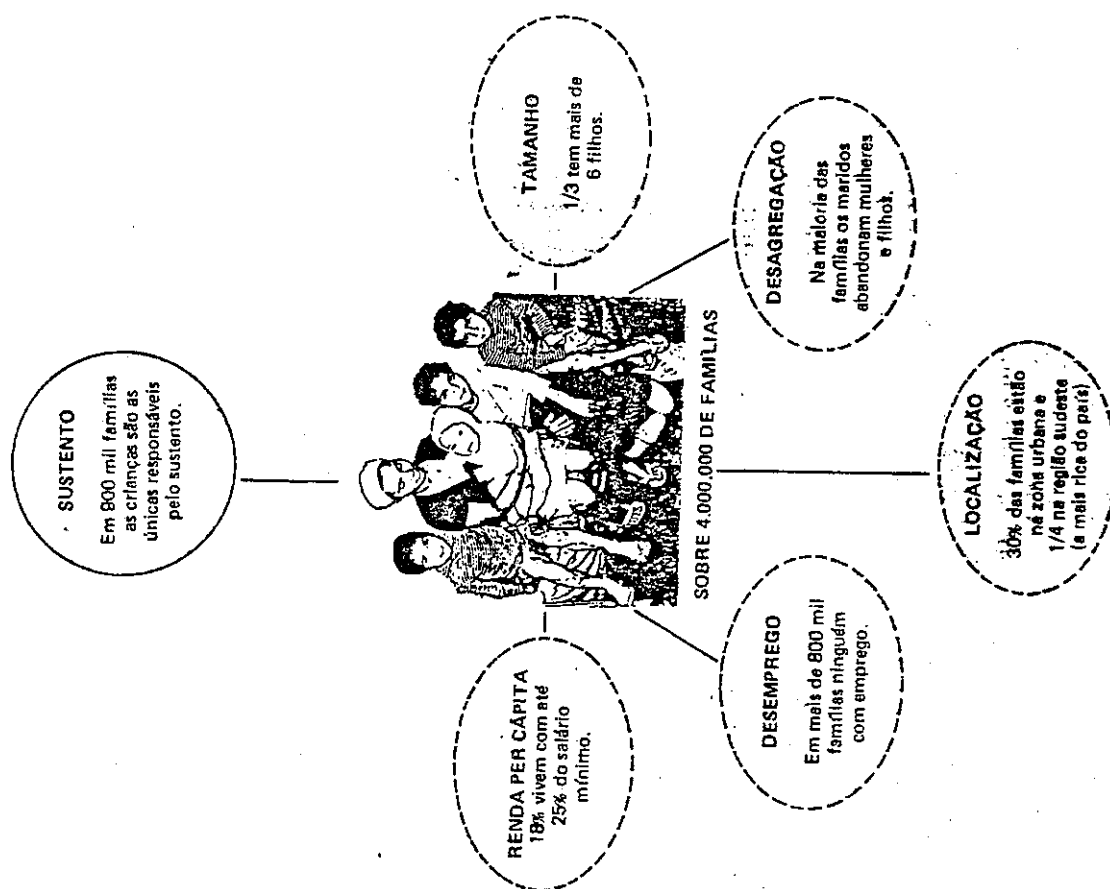 SUSTENTO
Em 800 mil famílias
as crianças são as
únicas responsáveis
pelo sustento.
RENDA PER CÁPITA
18% vivem com até
25% do salário
mínimo.
TAMANHO
1/3 tem mais de
6 filhos.
SOBRE 4.000.000 DE FAMÍLIAS
DESEMPREGO
Em mais de 800 mil
famílias ninguém
com emprego.
DESAGREGAÇÃO
Na maioria das
famílias os maridos
abandonam mulheres
e filhos.
LOCALIZAÇÃO
30% das famílias estão
na zona urbana e
1/4 na região sudeste
(a mais rica do país)